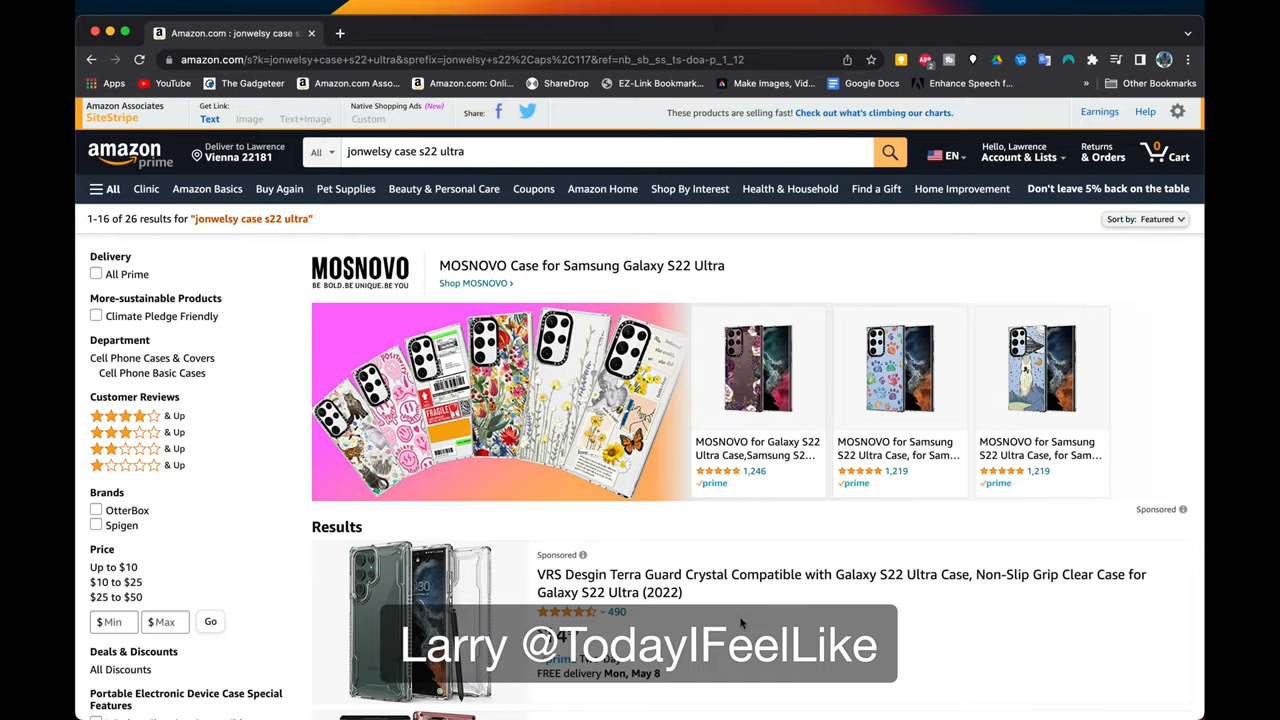 Amazon.com : jonwelsy case s
amazon.com/s?k=jonwelsy+case+s22+ultra&sprefix=jonwelsy+s22%2Caps%2C117&ref=nb_sb_ss_ts-doa-p_1_12
Apps YouTube The Gadgeteer Amazon.com Asso... Amazon.com: Onli... ShareDrop EZ-Link Bookmark... Make Images, Vid... Google Docs Enhance Speech f... » Other Bookmarks
Amazon Associates
SiteStripe
Get Link:
Text Image Text+Image
Native Shopping Ads (New)
Custom
Share:
These products are selling fast! Check out what's climbing our charts.
Earnings Help
amazon prime
Deliver to Lawrence
Vienna 22181
All jonwelsy case s22 ultra
EN
Hello, Lawrence
Account & Lists
Returns
& Orders
0
Cart
All Clinic Amazon Basics Buy Again Pet Supplies Beauty & Personal Care Coupons Amazon Home Shop By Interest Health & Household Find a Gift Home Improvement Don't leave 5% back on the table
1-16 of 26 results for "jonwelsy case s22 ultra"
Sort by: Featured
Delivery
All Prime
More-sustainable Products
Climate Pledge Friendly
Department
Cell Phone Cases & Covers
Cell Phone Basic Cases
Customer Reviews
& Up
& Up
& Up
& Up
Brands
OtterBox
Spigen
Price
Up to $10
$10 to $25
$25 to $50
$ Min $ Max Go
Deals & Discounts
All Discounts
Portable Electronic Device Case Special
Features
MOSNOVO
BE BOLD.BE UNIQUE.BE YOU
MOSNOVO Case for Samsung Galaxy S22 Ultra
Shop MOSNOVO ›
POSITIVITY
FRAGILE
MOSNOVO for Galaxy S22
Ultra Case,Samsung S2...
1,246
prime
MOSNOVO for Samsung
S22 Ultra Case, for Sam...
1,219
prime
MOSNOVO for Samsung
S22 Ultra Case, for Sam...
1,219
prime
Sponsored
Results
Sponsored
VRS Desgin Terra Guard Crystal Compatible with Galaxy S22 Ultra Case, Non-Slip Grip Clear Case for
Galaxy S22 Ultra (2022)
490
Larry @TodayIFeelLike
prime
FREE delivery Mon, May 8